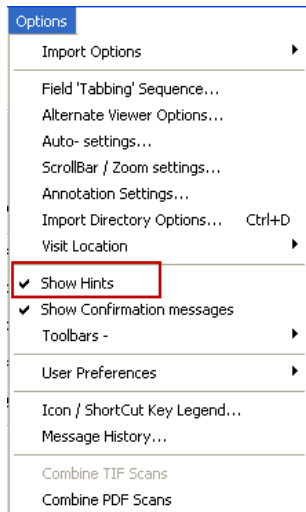 Options
Import Options
Field 'Tabbing' Sequence...
Alternate Viewer Options...
Auto- settings...
ScrollBar / Zoom settings...
Annotation Settings...
Import Directory Options... Ctrl+D
Visit Location
Show Hints
Show Confirmation messages
Toolbars -
User Preferences
Icon / ShortCut Key Legend...
Message History...
Combine TIF Scans
Combine PDF Scans